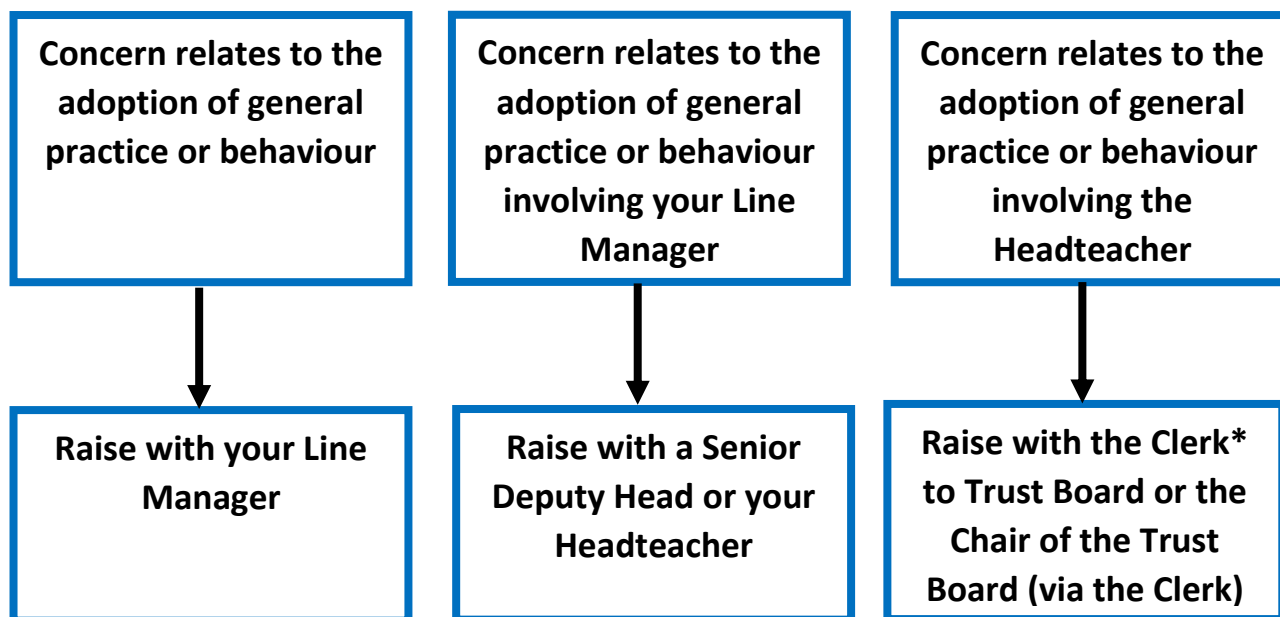 Concern relates to the
adoption of general
practice or behaviour
Concern relates to the
adoption of general
practice or behaviour
involving your Line
Manager
Concern relates to the
adoption of general
practice or behaviour
involving the
Headteacher
Raise with your Line
Manager
Raise with a Senior
Deputy Head or your
Headteacher
Raise with the Clerk*
to Trust Board or the
Chair of the Trust
Board (via the Clerk)